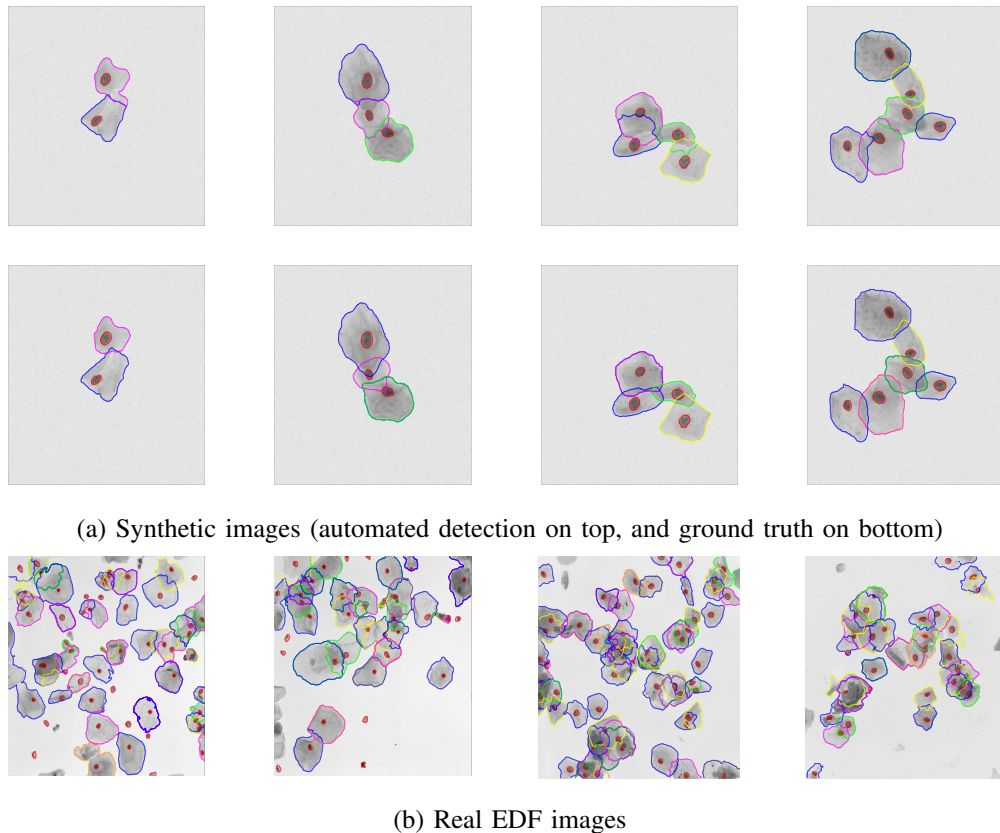 (a) Synthetic images (automated detection on top, and ground truth on bottom)
(b) Real EDF images